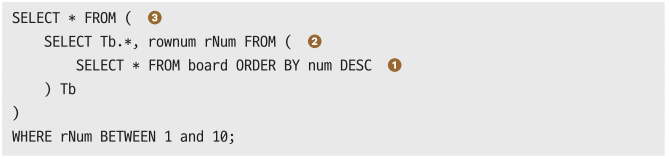 SELECT * FROM ( ❸
    SELECT Tb.*, rownum rNum FROM ( ❷
        SELECT * FROM board ORDER BY num DESC ❶
    ) Tb
)
WHERE rNum BETWEEN 1 and 10;